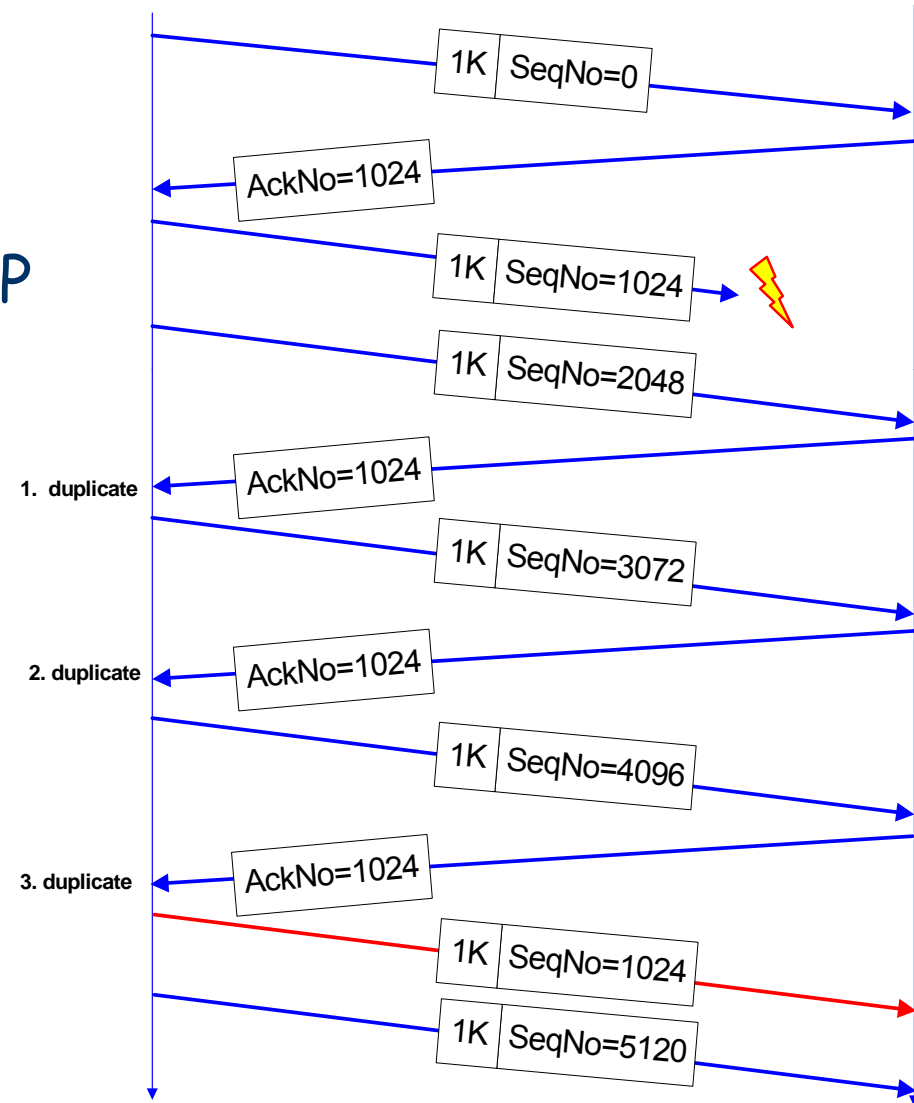 1K SeqNo=0
AckNo=1024
P
1K SeqNo=1024
1K SeqNo=2048
AckNo=1024
1. duplicate
1K SeqNo=3072
AckNo=1024
2. duplicate
1K SeqNo=4096
AckNo=1024
3. duplicate
1K SeqNo=1024
1K SeqNo=5120